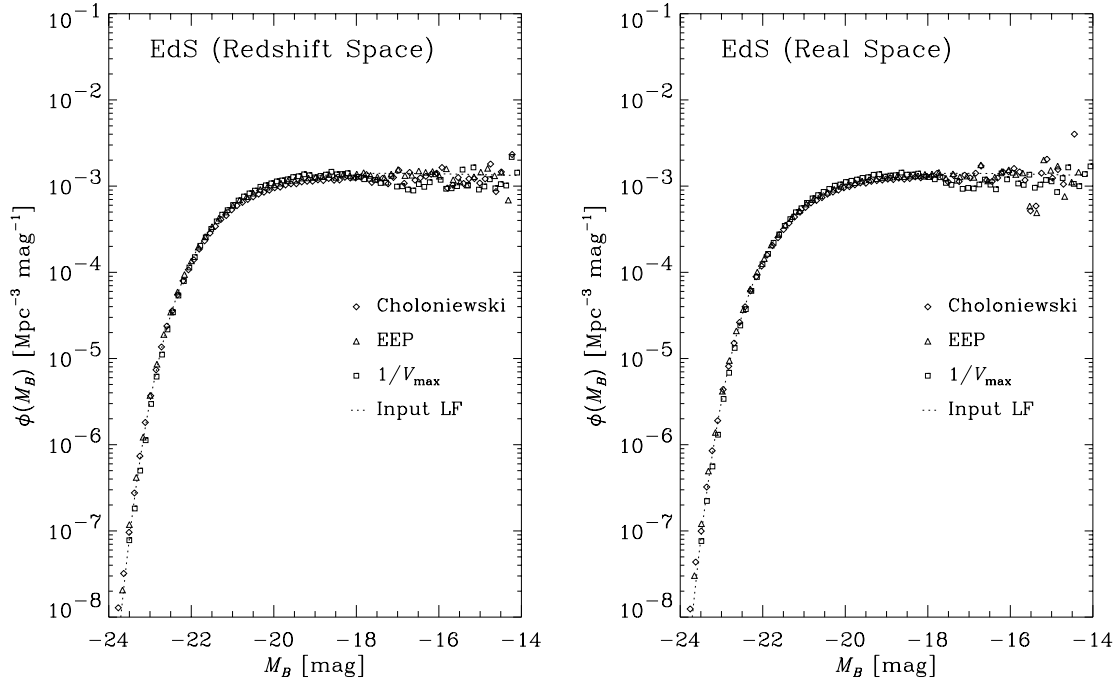 EdS (Redshift Space)
10⁻¹
10⁻²
10⁻³
10⁻⁴
10⁻⁵
10⁻⁶
10⁻⁷
10⁻⁸
ϕ(M_B) [Mpc⁻³ mag⁻¹]
Choloniewski
EEP
1/V_max
Input LF
−24 −22 −20 −18 −16 −14
M_B [mag]
EdS (Real Space)
10⁻¹
10⁻²
10⁻³
10⁻⁴
10⁻⁵
10⁻⁶
10⁻⁷
10⁻⁸
ϕ(M_B) [Mpc⁻³ mag⁻¹]
Choloniewski
EEP
1/V_max
Input LF
−24 −22 −20 −18 −16 −14
M_B [mag]